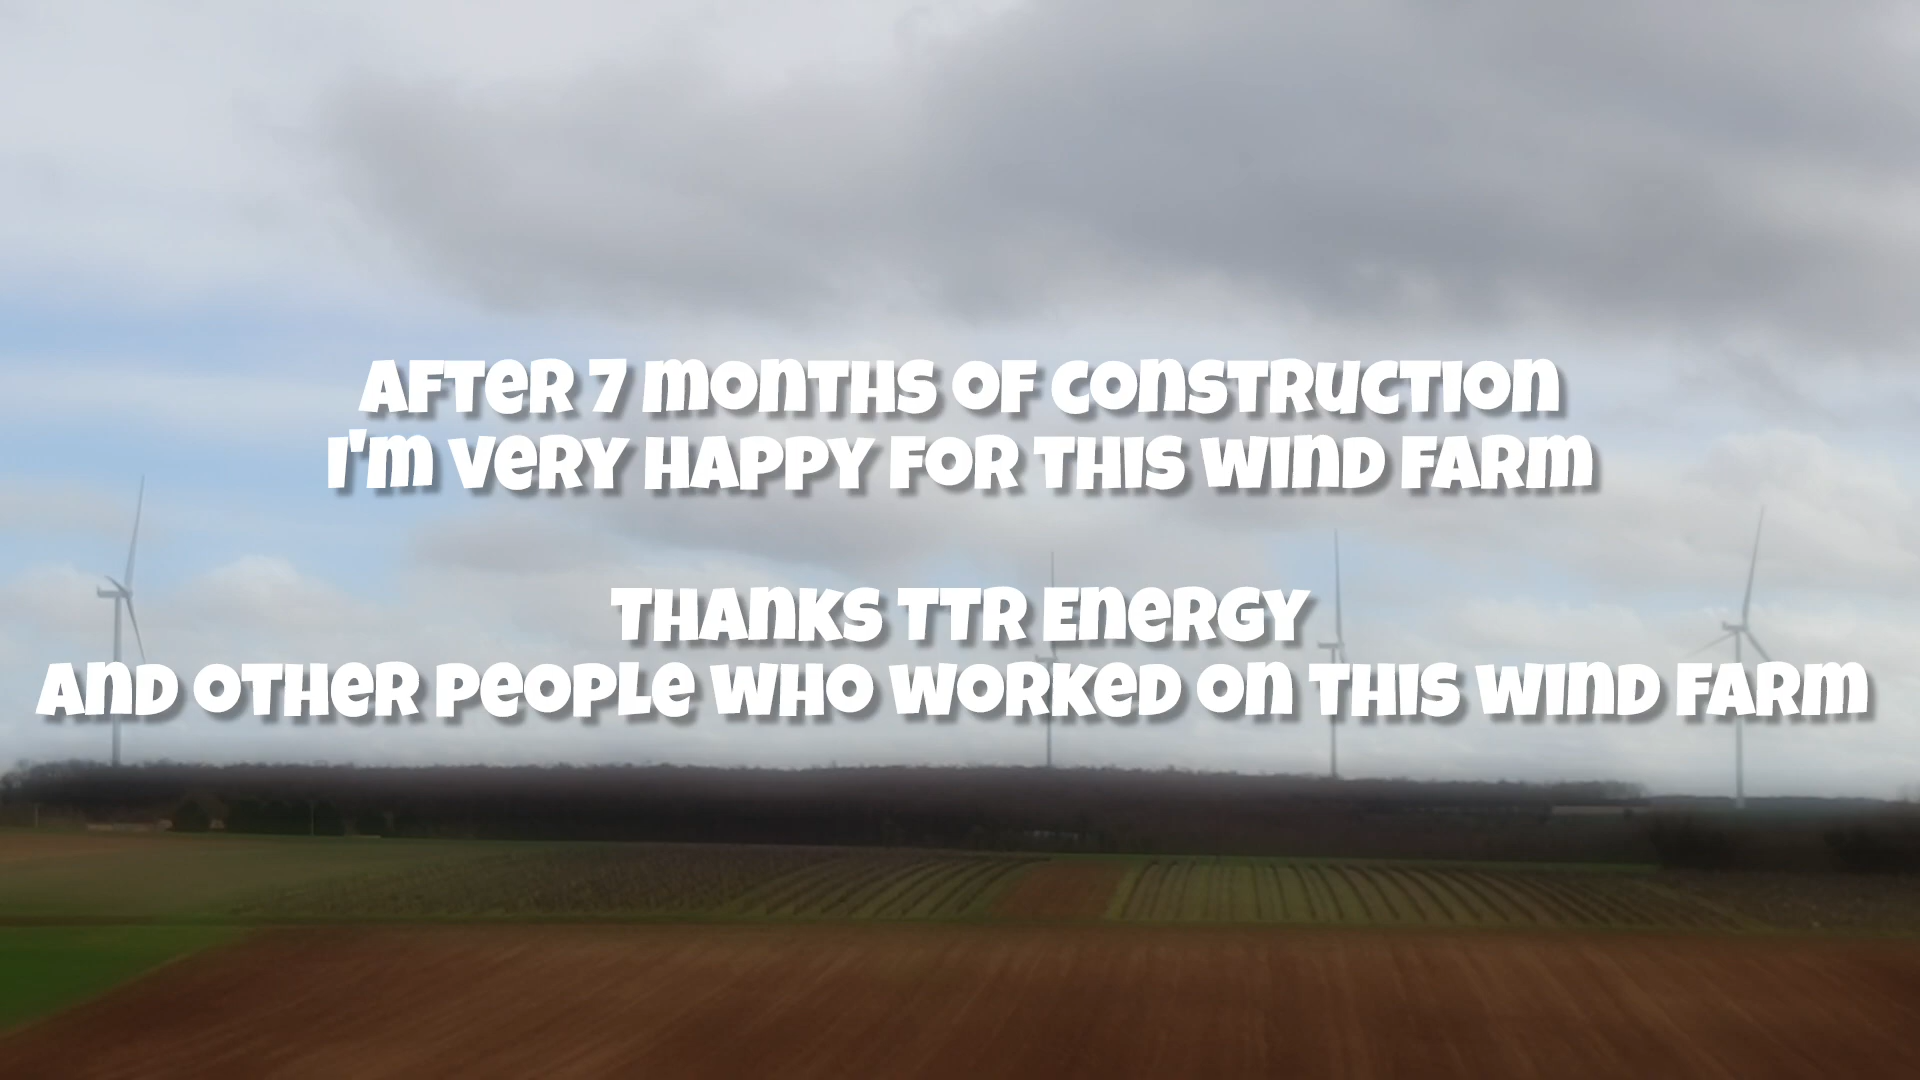 After 7 months of construction
I'm very happy for this wind farm
Thanks TTR Energy
and other people who worked on this wind farm